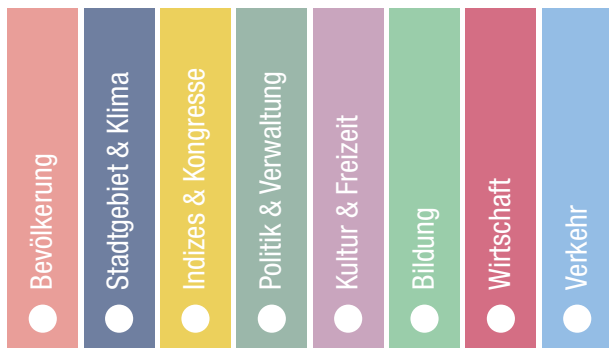 Bevölkerung
Stadtgebiet & Klima
Indizes & Kongresse
Politik & Verwaltung
Kultur & Freizeit
Bildung
Wirtschaft
Verkehr